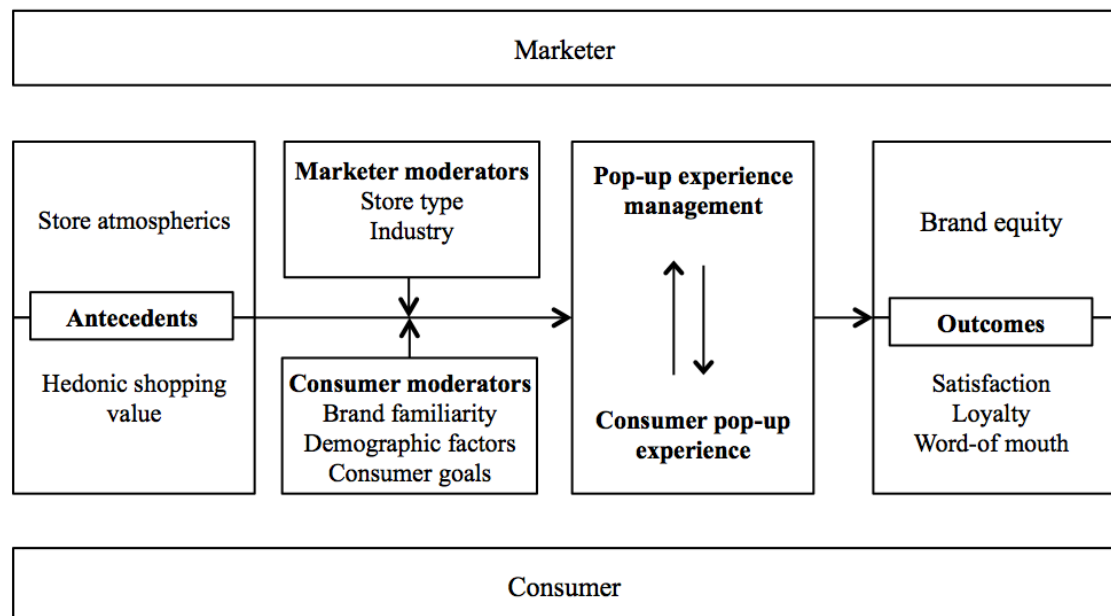 Marketer
Store atmospherics
Antecedents
Hedonic shopping
value
Marketer moderators
Store type
Industry
Consumer moderators
Brand familiarity
Demographic factors
Consumer goals
Pop-up experience
management
Consumer pop-up
experience
Brand equity
Outcomes
Satisfaction
Loyalty
Word-of mouth
Consumer